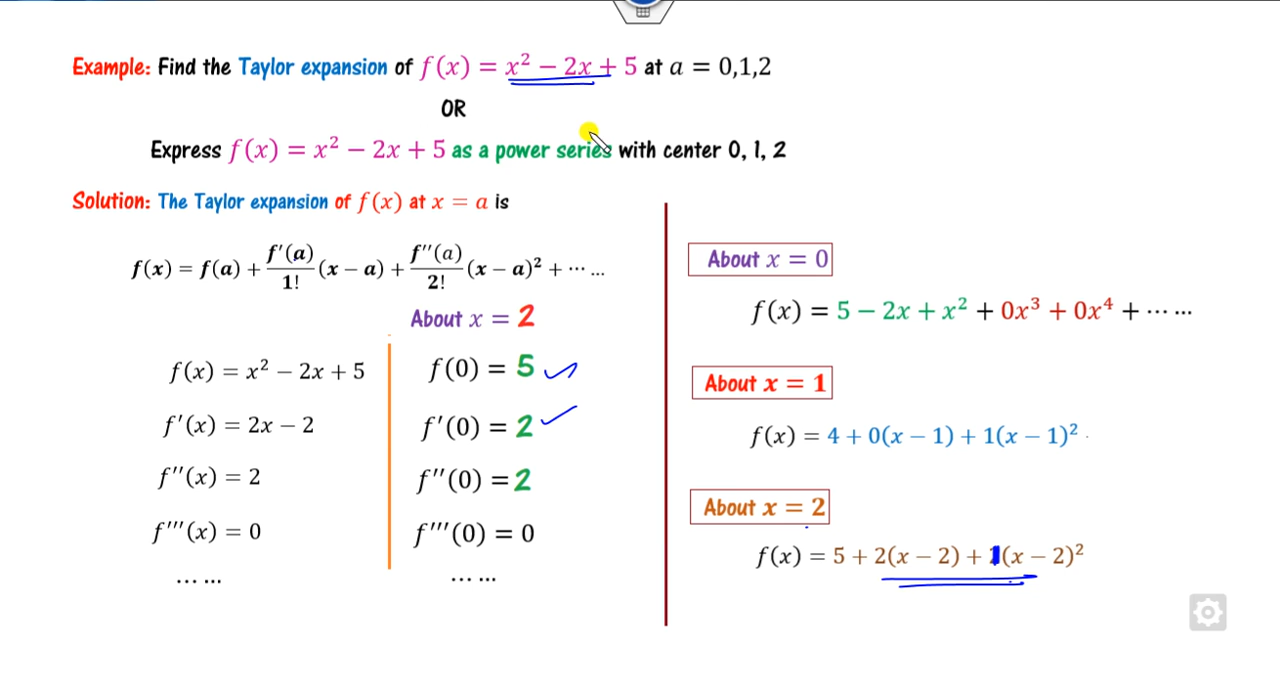 Example: Find the Taylor expansion of f(x) = x² − 2x + 5 at a = 0,1,2
OR
Express f(x) = x² − 2x + 5 as a power series with center 0, 1, 2
Solution: The Taylor expansion of f(x) at x = a is
f(x) = f(a) + f′(a)/1! (x − a) + f′′(a)/2! (x − a)² + ⋯ …
About x = 2
f(x) = x² − 2x + 5
f(0) = 5
f′(x) = 2x − 2
f′(0) = 2
f′′(x) = 2
f′′(0) = 2
f′′′(x) = 0
f′′′(0) = 0
… …
… …
About x = 0
f(x) = 5 − 2x + x² + 0x³ + 0x⁴ + ⋯ …
About x = 1
f(x) = 4 + 0(x − 1) + 1(x − 1)²
About x = 2
f(x) = 5 + 2(x − 2) + 1(x − 2)²